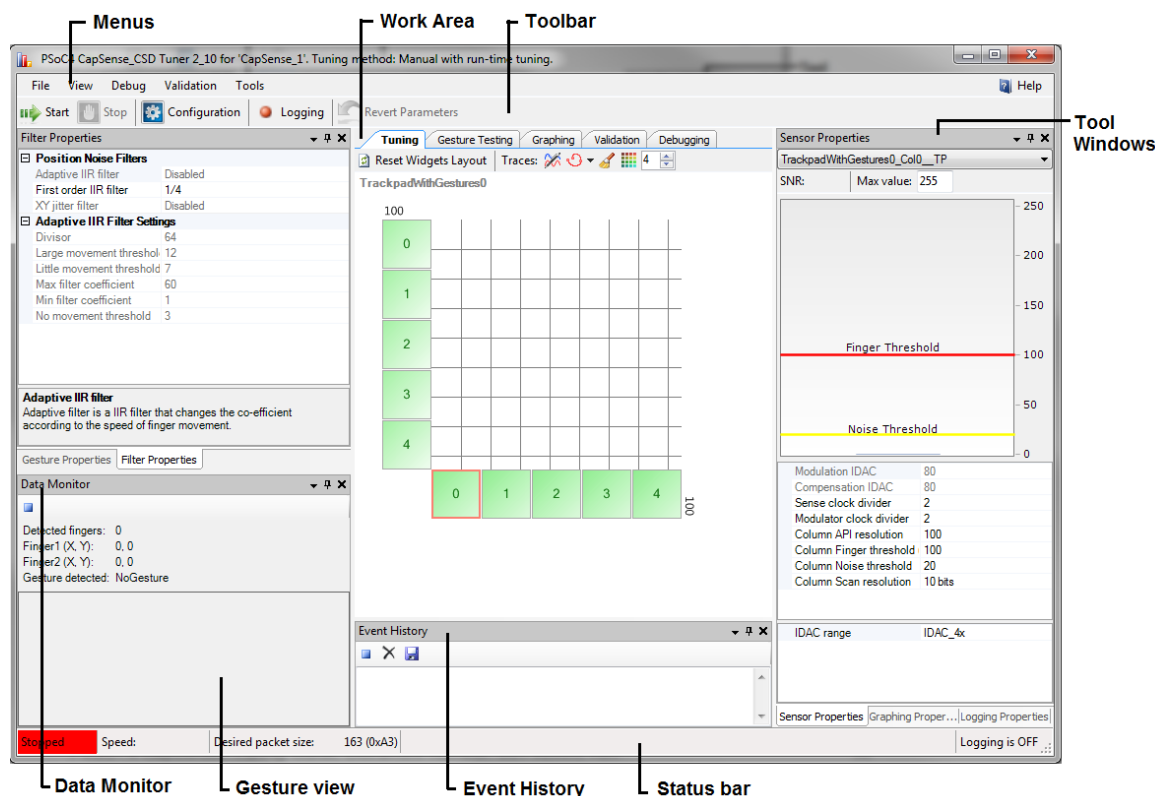 Menus
Work Area
Toolbar
PSoC4 CapSense_CSD Tuner 2_10 for 'CapSense_1'. Tuning method: Manual with run-time tuning.
File View Debug Validation Tools
Help
Start Stop Configuration Logging Revert Parameters
Tool
Windows
Filter Properties
Position Noise Filters
Adaptive IIR filter Disabled
First order IIR filter 1/4
XY jitter filter Disabled
Adaptive IIR Filter Settings
Divisor 64
Large movement threshol 12
Little movement threshold 7
Max filter coefficient 60
Min filter coefficient 1
No movement threshold 3
Adaptive IIR filter
Adaptive filter is a IIR filter that changes the co-efficient
according to the speed of finger movement.
Gesture Properties Filter Properties
Data Monitor
Detected fingers: 0
Finger1 (X, Y): 0, 0
Finger2 (X, Y): 0, 0
Gesture detected: NoGesture
Tuning Gesture Testing Graphing Validation Debugging
Reset Widgets Layout Traces: 4
TrackpadWithGestures0
100
0
1
2
3
4
0 1 2 3 4
100
Event History
Sensor Properties
TrackpadWithGestures0_Col0__TP
SNR: Max value: 255
250
200
150
Finger Threshold
100
50
Noise Threshold
0
Modulation IDAC 80
Compensation IDAC 80
Sense clock divider 2
Modulator clock divider 2
Column API resolution 100
Column Finger threshold 100
Column Noise threshold 20
Column Scan resolution 10 bits
IDAC range IDAC_4x
Sensor Properties Graphing Proper... Logging Properties
Stopped Speed: Desired packet size: 163 (0xA3)
Logging is OFF
Data Monitor
Gesture view
Event History
Status bar